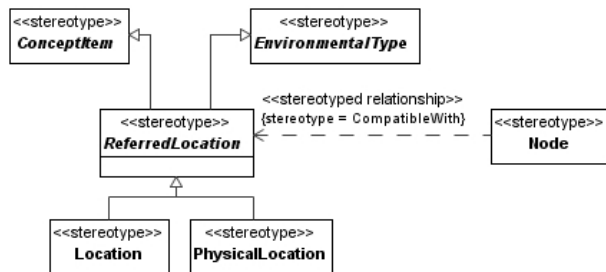 <<stereotype>>
ConceptItem
<<stereotype>>
EnvironmentalType
<<stereotype>>
ReferredLocation
<<stereotyped relationship>>
{stereotype = CompatibleWith}
<<stereotype>>
Node
<<stereotype>>
Location
<<stereotype>>
PhysicalLocation